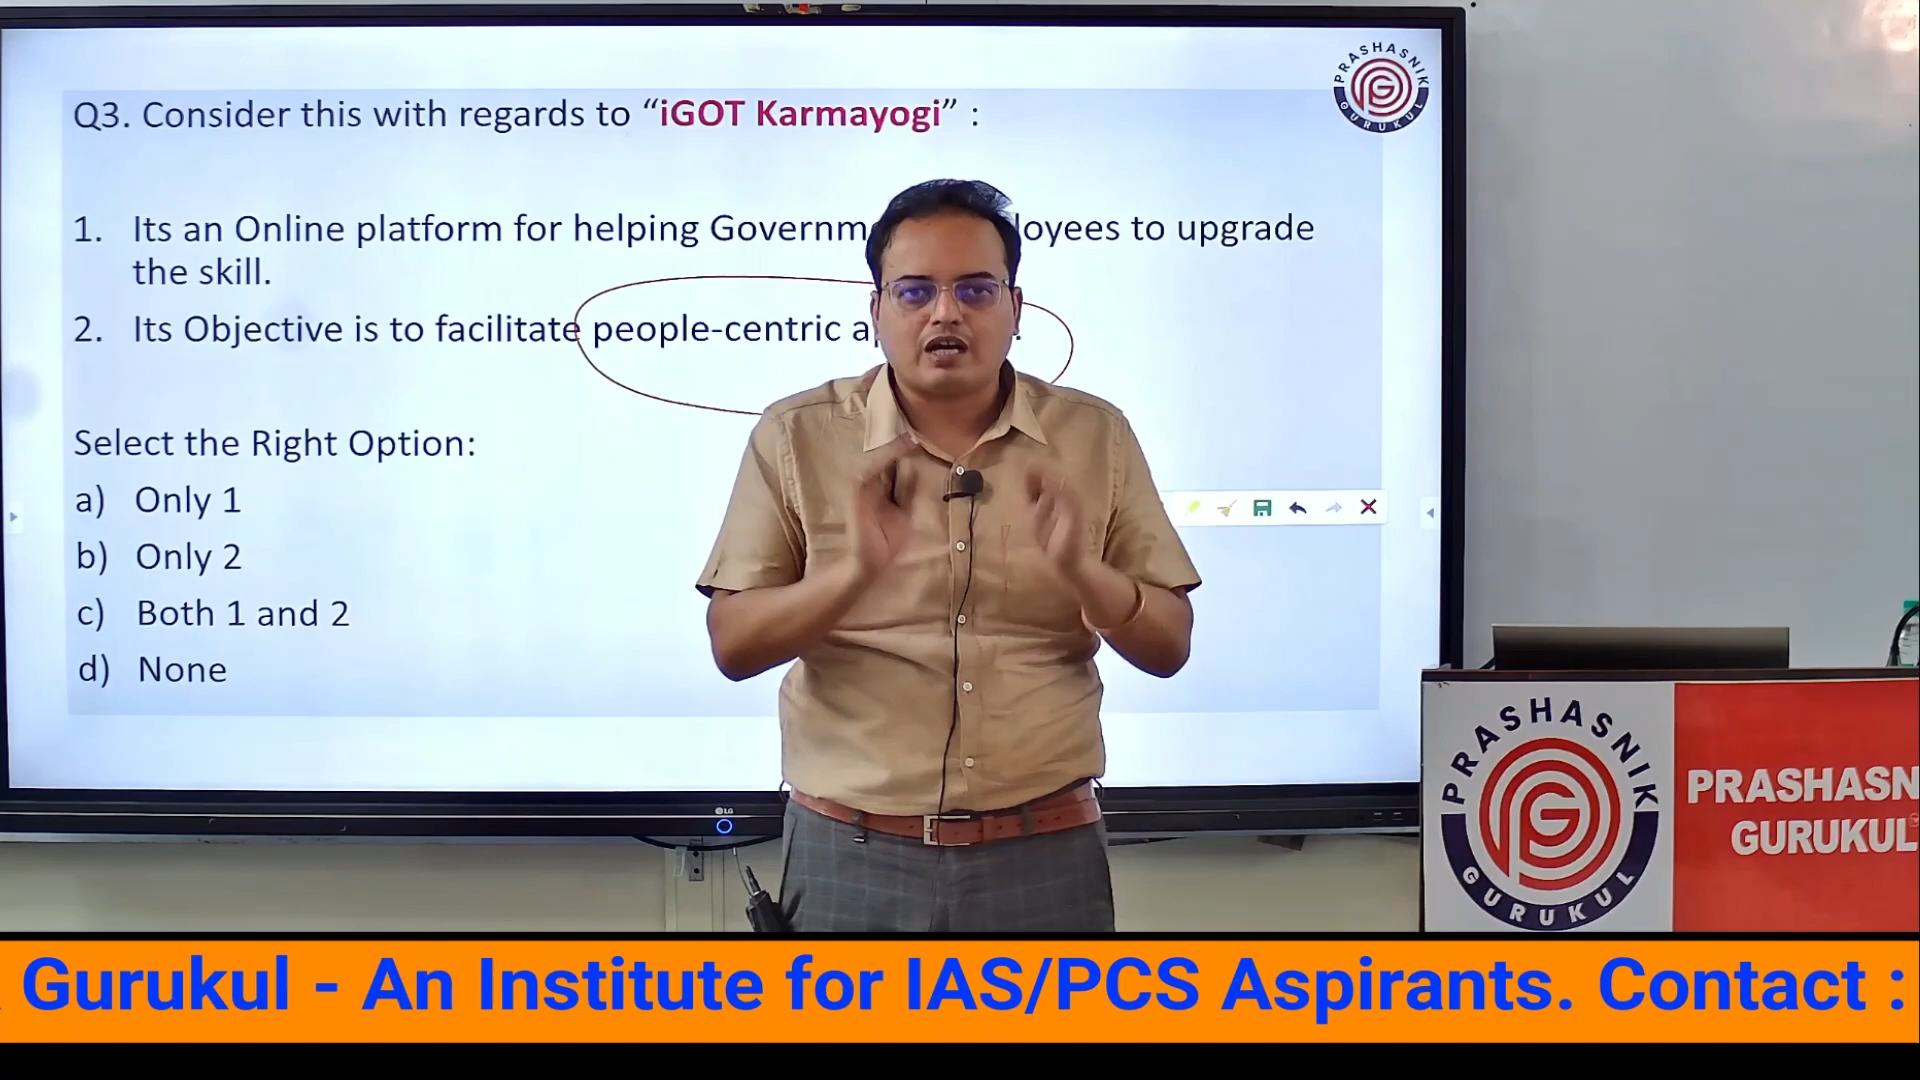 Q3. Consider this with regards to “iGOT Karmayogi” :
1. Its an Online platform for helping Governm loyees to upgrade
the skill.
2. Its Objective is to facilitate people-centric a
Select the Right Option:
a) Only 1
b) Only 2
c) Both 1 and 2
d) None
PRASHASNIK
GURUKUL
LG
PRASHASNIK
GURUKUL
PRASHASN
GURUKUL
Gurukul - An Institute for IAS/PCS Aspirants. Contact :